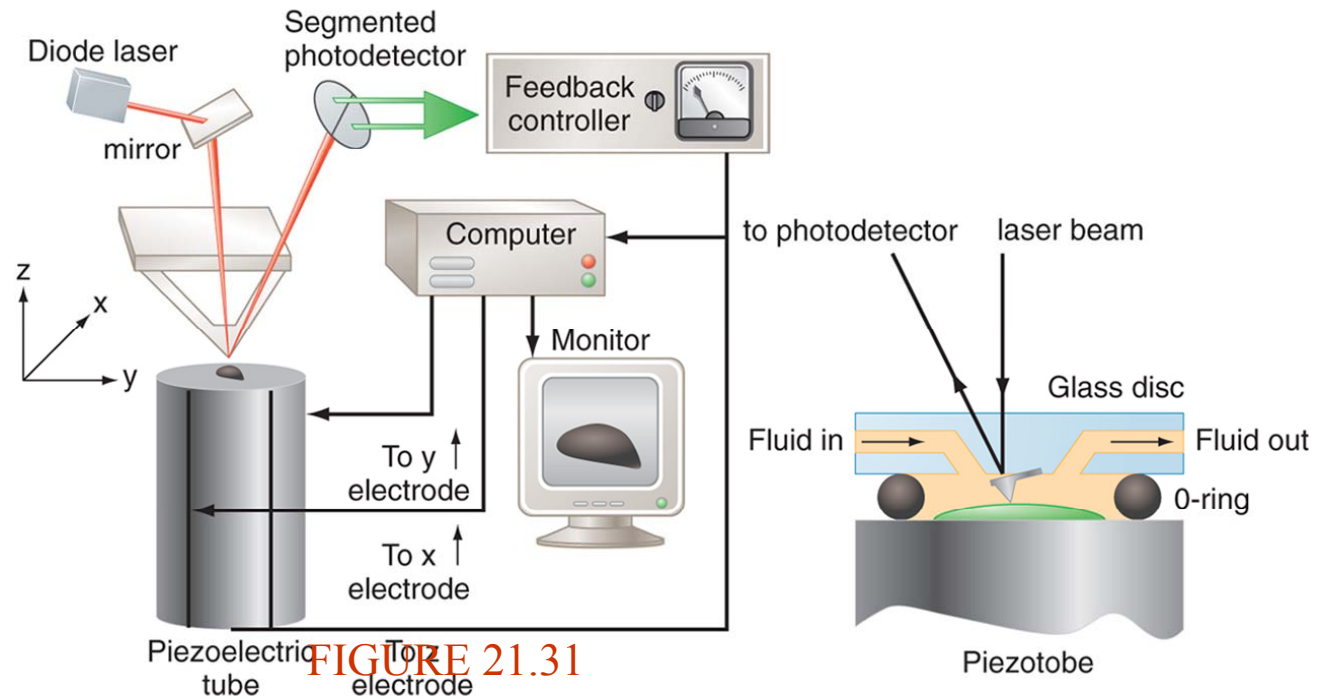 Diode laser
mirror
Segmented
photodetector
Feedback
controller
Computer
Monitor
z
x
y
To y
electrode
To x
electrode
Piezoelectric
tube
To z
electrode
FIGURE 21.31
to photodetector
laser beam
Glass disc
Fluid in
Fluid out
0-ring
Piezotobe